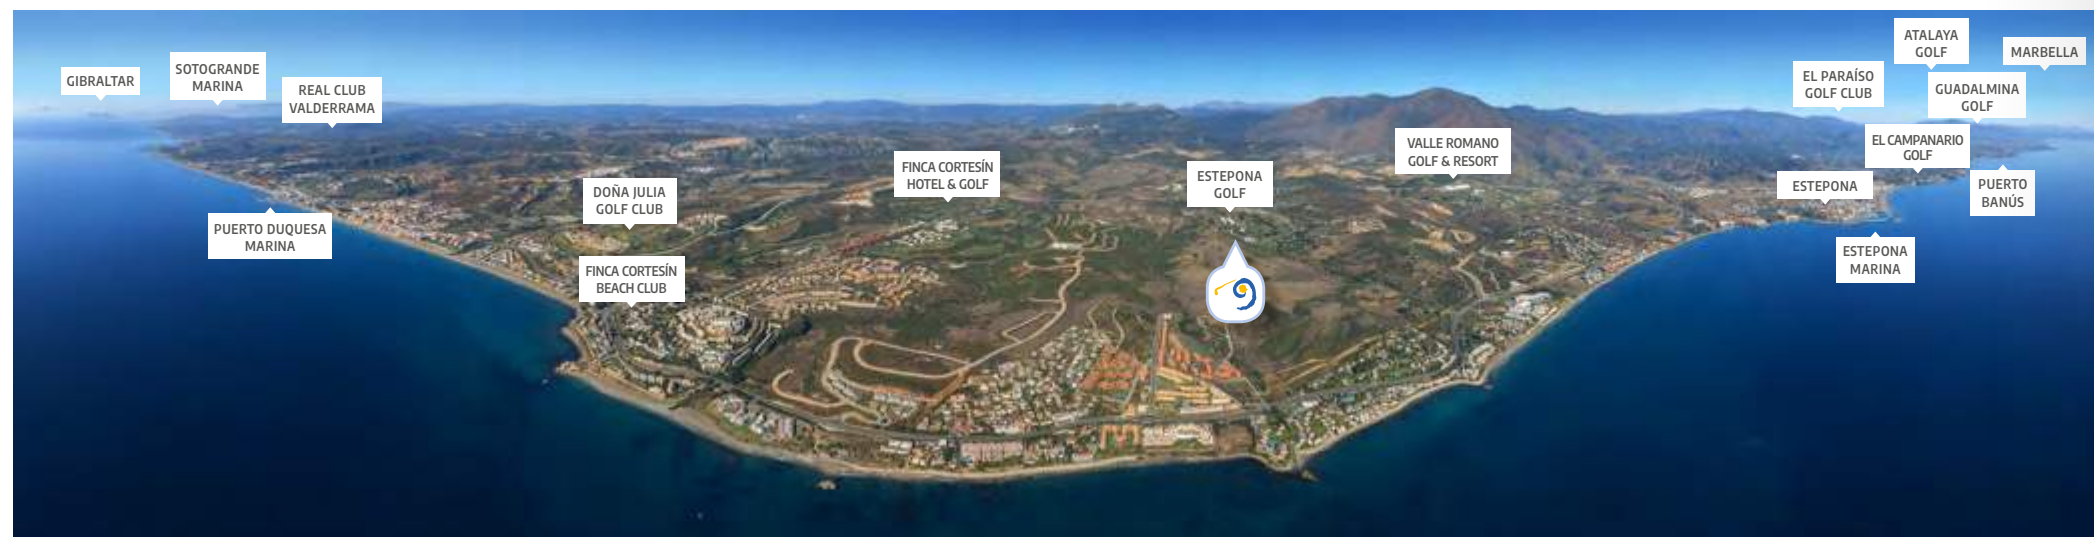 GIBRALTAR
SOTOGRANDE
MARINA
REAL CLUB
VALDERRAMA
PUERTO DUQUESA
MARINA
DOÑA JULIA
GOLF CLUB
FINCA CORTESÍN
BEACH CLUB
FINCA CORTESÍN
HOTEL & GOLF
ESTEPONA
GOLF
VALLE ROMANO
GOLF & RESORT
EL PARAÍSO
GOLF CLUB
ATALAYA
GOLF
MARBELLA
GUADALMINA
GOLF
EL CAMPANARIO
GOLF
ESTEPONA
PUERTO
BANÚS
ESTEPONA
MARINA